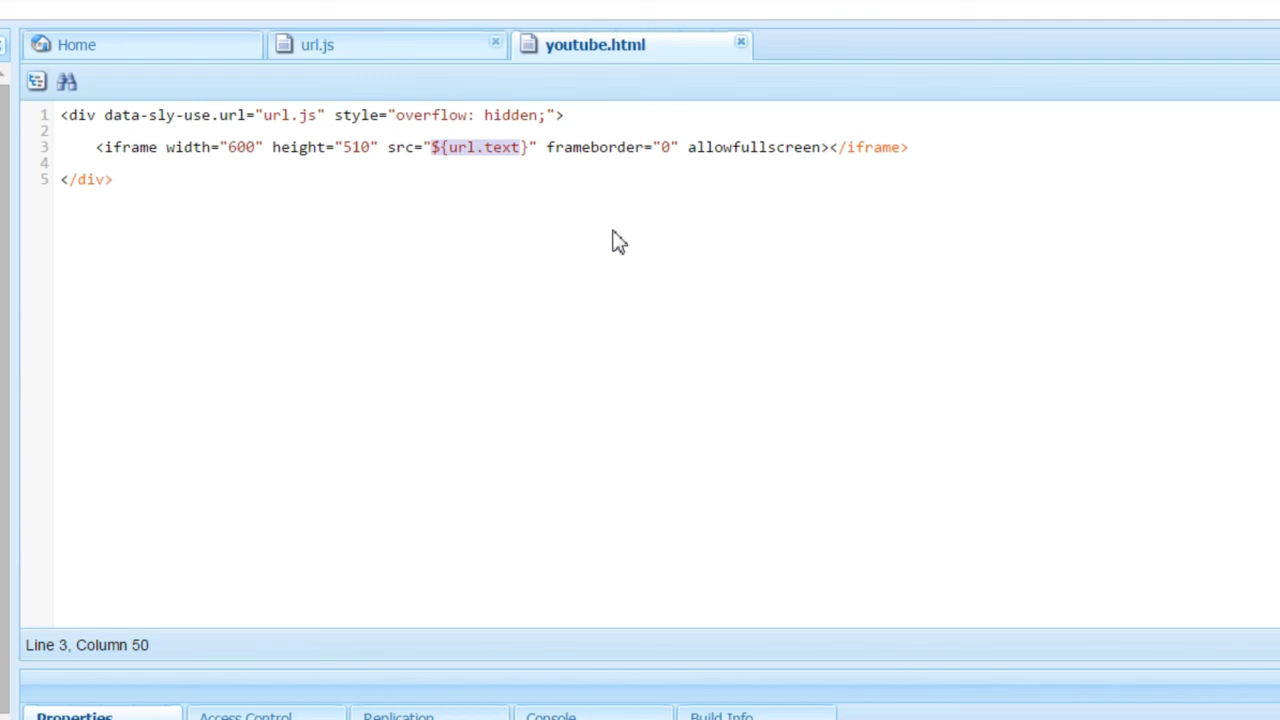 Home url.js youtube.html
1 <div data-sly-use.url="url.js" style="overflow: hidden;">
2
3 <iframe width="600" height="510" src="${url.text}" frameborder="0" allowfullscreen></iframe>
4
5 </div>
Line 3, Column 50
Properties Access Control Replication Console Build Info